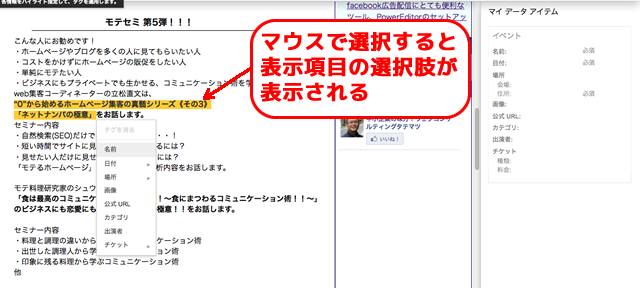 名情報をハイライト指定して、タグを適用します。
モテセミ 第5弾！！！
こんな人にお勧めです！
・ホームページやブログを多くの人に見てもらいたい人
・コストをかけずにホームページの販促をしたい人
・単純にモテたい人
・ビジネスにもプライベートでも生かせる、コミュニケーション術を学
web集客コーディネーターの立松直文は、
“0”から始めるホームページ集客の真髄シリーズ《その3》
「ネットナンパの極意」をお話します。
セミナー内容
・自然検索(SEO)だけで
・・・！
・短い時間でサイトに見
るには？
・見せたい人だけに見せ
には？
「モテるホームページ」
析内容をお話します。
モテ料理研究家のシュウ
「食は最高のコミュニケ
！～食にまつわるコミュニケーション術！！～」
のビジネスにも恋愛にも
極意！！をお話します。
セミナー内容
・料理と調理の違いから
ケーション術
・出世した調理人から学
ケーション術
・印象に残る料理から学ぶコミュニケーション術
他
タグを消去
名前
日付
場所
画像
公式 URL
カテゴリ
出演者
チケット
facebook広告配信にとても便利な
ツール、PowerEditorのセットアッ
マウスで選択すると
表示項目の選択肢が
表示される
ルティングタテマツ
いいね！
マイ データ アイテム
イベント
名前: 必須
日付: 必須
場所
会場:
住所: 必須
画像:
公式 URL:
カテゴリ:
出演者:
チケット
種類:
料金: